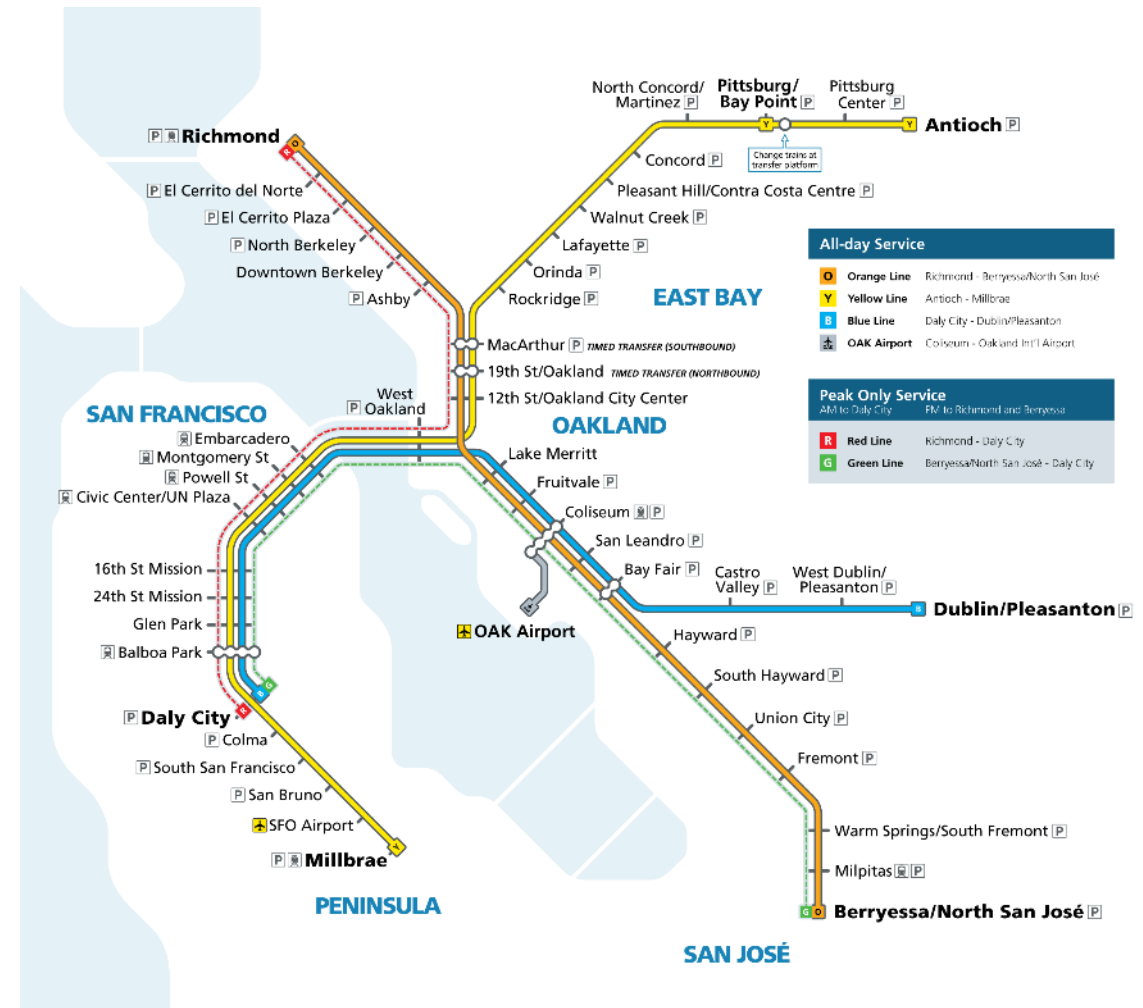 North Concord/
Martinez P
Pittsburg/
Bay Point P
Pittsburg
Center P
Y
Y
Antioch P
Change trains at
transfer platform
P Richmond
O
R
Concord P
P El Cerrito del Norte
Pleasant Hill/Contra Costa Centre P
P El Cerrito Plaza
Walnut Creek P
P North Berkeley
Lafayette P
Downtown Berkeley
Orinda P
P Ashby
Rockridge P
EAST BAY
All-day Service
O Orange Line Richmond - Berryessa/North San José
Y Yellow Line Antioch - Millbrae
B Blue Line Daly City - Dublin/Pleasanton
OAK Airport Coliseum - Oakland Int'l Airport
Peak Only Service
AM to Daly City PM to Richmond and Berryessa
R Red Line Richmond - Daly City
G Green Line Berryessa/North San José - Daly City
MacArthur P TIMED TRANSFER (SOUTHBOUND)
19th St/Oakland TIMED TRANSFER (NORTHBOUND)
12th St/Oakland City Center
West
P Oakland
SAN FRANCISCO
OAKLAND
Embarcadero
Montgomery St
Powell St
Civic Center/UN Plaza
Lake Merritt
Fruitvale P
Coliseum P
San Leandro P
Bay Fair P
Castro
Valley P
West Dublin/
Pleasanton P
B
Dublin/Pleasanton P
16th St Mission
24th St Mission
Glen Park
Balboa Park
OAK Airport
Hayward P
South Hayward P
Union City P
Fremont P
G
B
R
P Daly City
P Colma
P South San Francisco
P San Bruno
SFO Airport
P Millbrae
Y
Warm Springs/South Fremont P
Milpitas P
G O
Berryessa/North San José P
PENINSULA
SAN JOSÉ